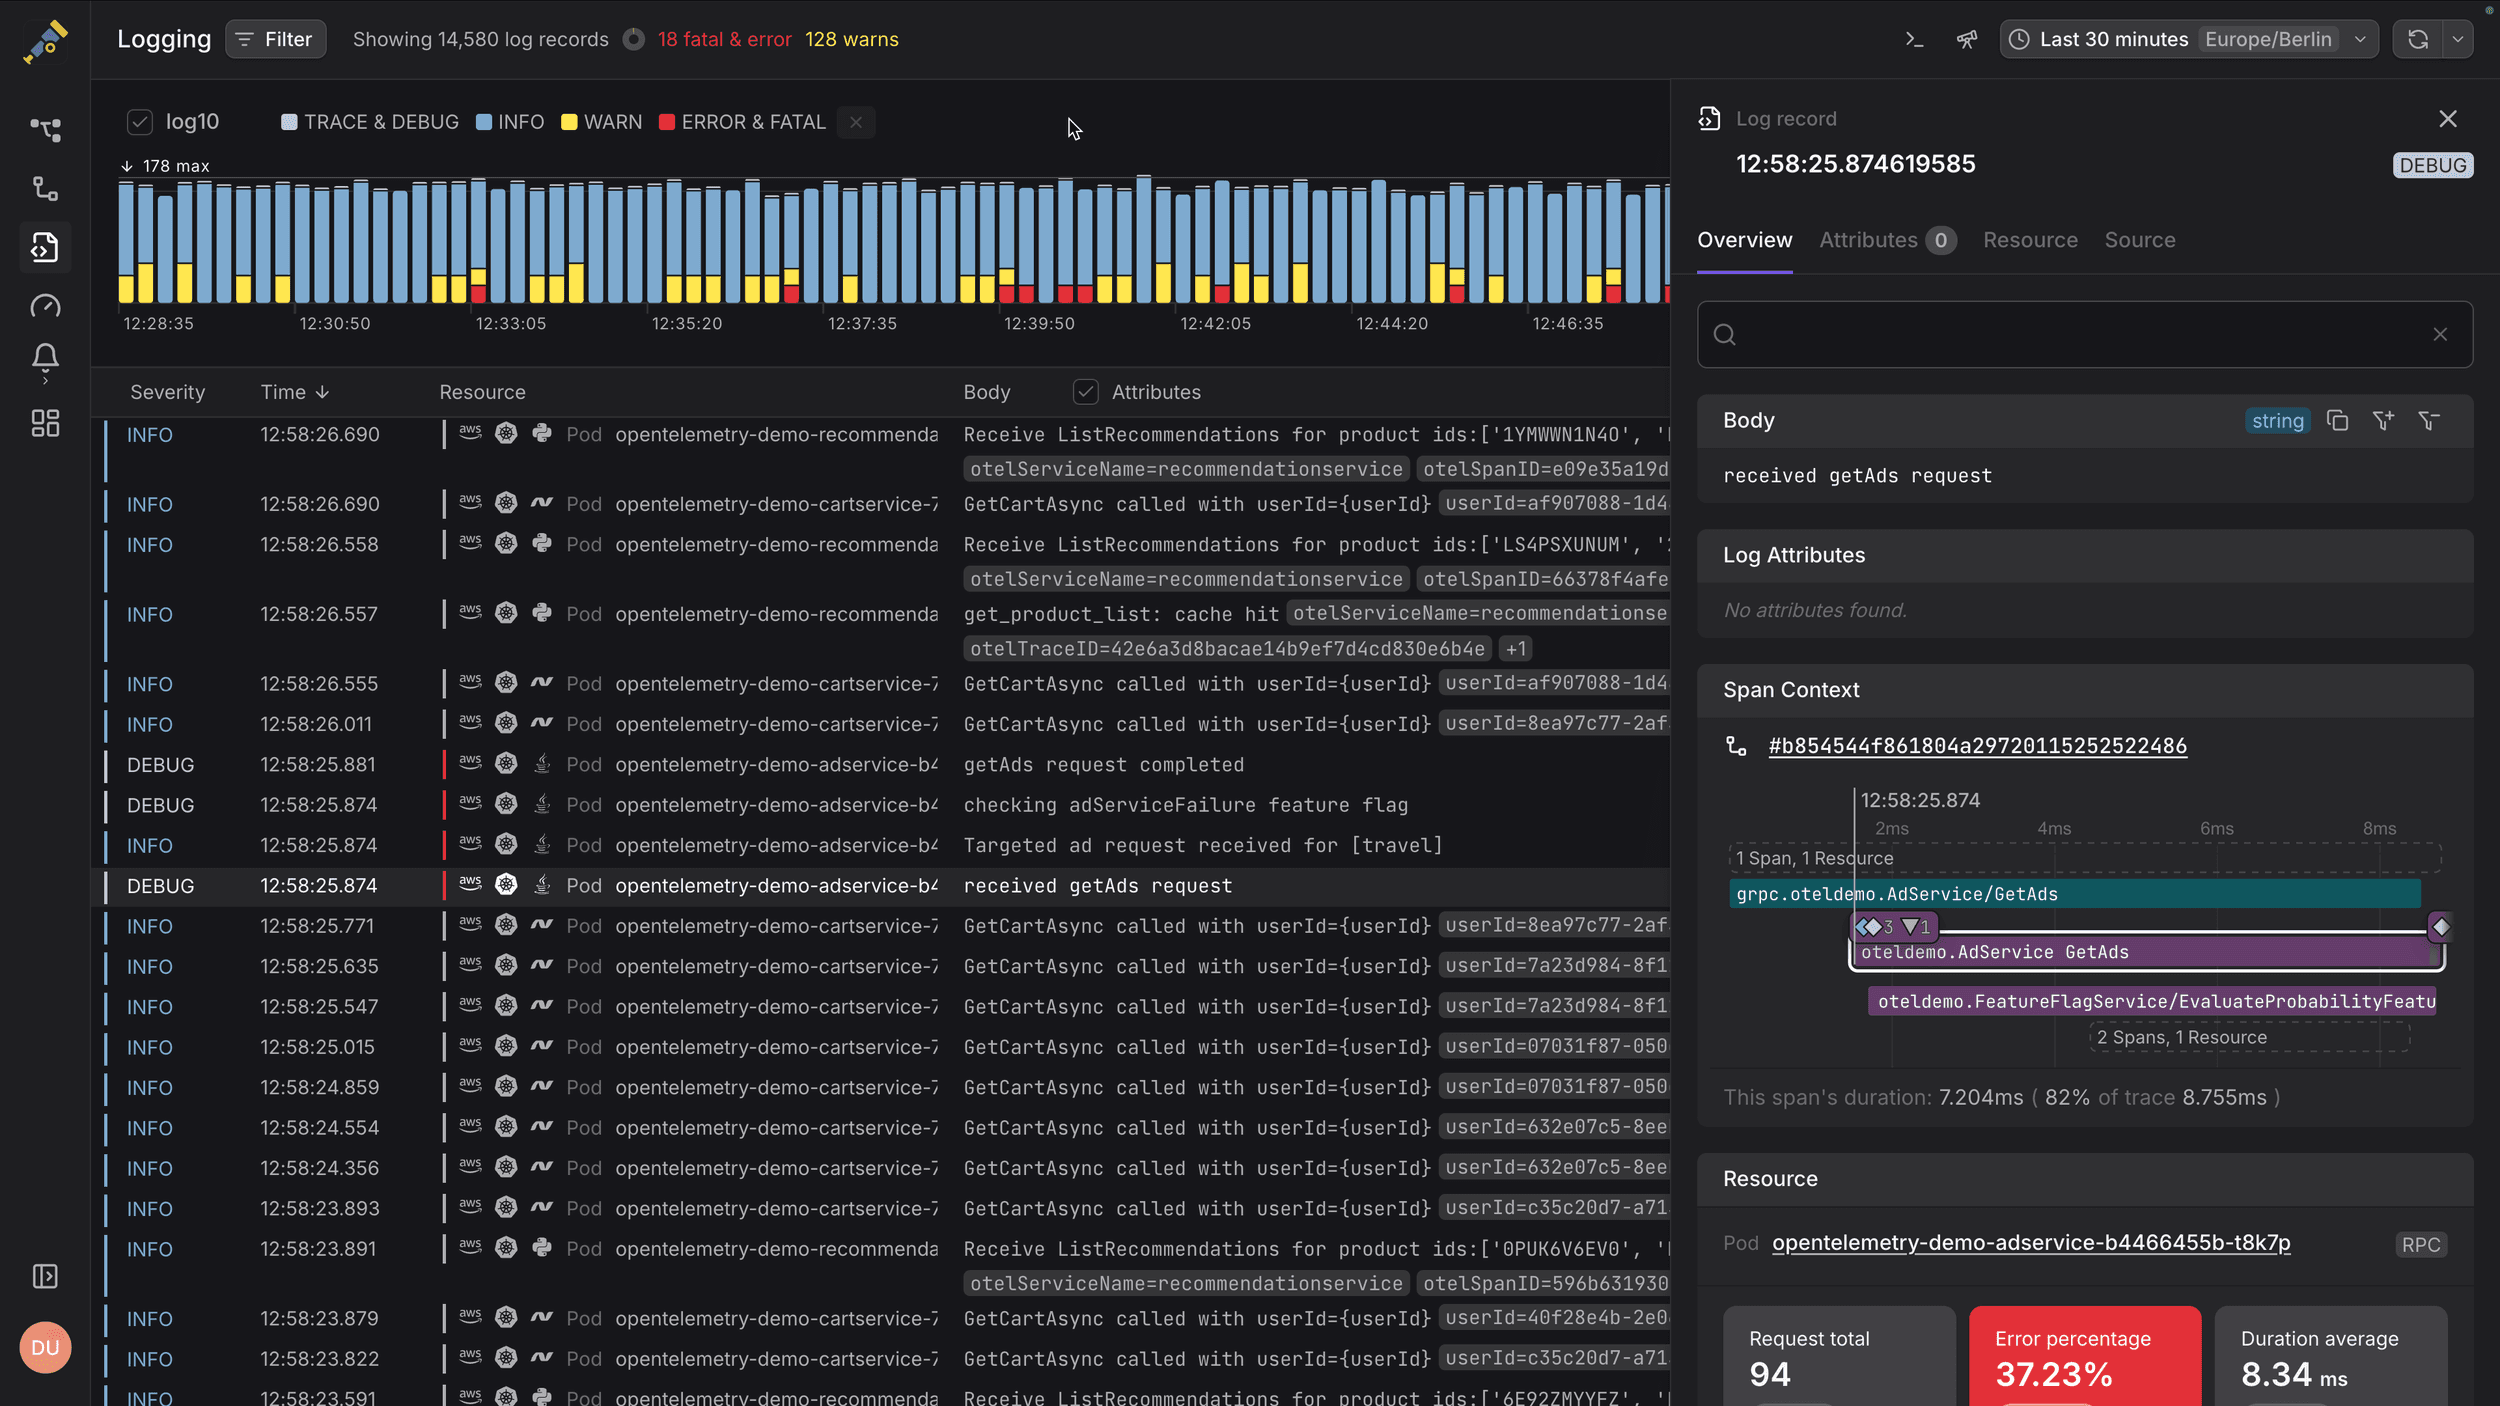 Logging Filter Showing 14,580 log records 18 fatal & error 128 warns Last 30 minutes Europe/Berlin
log10 TRACE & DEBUG INFO WARN ERROR & FATAL
178 max
12:28:35 12:30:50 12:33:05 12:35:20 12:37:35 12:39:50 12:42:05 12:44:20 12:46:35
Severity Time Resource Body Attributes
INFO 12:58:26.690 aws Pod opentelemetry-demo-recommenda Receive ListRecommendations for product ids:['1YMWWN1N4O', '
otelServiceName=recommendationservice otelSpanID=e09e35a19d
INFO 12:58:26.690 aws Pod opentelemetry-demo-cartservice-7 GetCartAsync called with userId={userId} userId=af907088-1d4
INFO 12:58:26.558 aws Pod opentelemetry-demo-recommenda Receive ListRecommendations for product ids:['LS4PSXUNUM', '2
otelServiceName=recommendationservice otelSpanID=66378f4afe
INFO 12:58:26.557 aws Pod opentelemetry-demo-recommenda get_product_list: cache hit otelServiceName=recommendationse
otelTraceID=42e6a3d8bacae14b9ef7d4cd830e6b4e +1
INFO 12:58:26.555 aws Pod opentelemetry-demo-cartservice-7 GetCartAsync called with userId={userId} userId=af907088-1d4
INFO 12:58:26.011 aws Pod opentelemetry-demo-cartservice-7 GetCartAsync called with userId={userId} userId=8ea97c77-2af
DEBUG 12:58:25.881 aws Pod opentelemetry-demo-adservice-b4 getAds request completed
DEBUG 12:58:25.874 aws Pod opentelemetry-demo-adservice-b4 checking adServiceFailure feature flag
INFO 12:58:25.874 aws Pod opentelemetry-demo-adservice-b4 Targeted ad request received for [travel]
DEBUG 12:58:25.874 aws Pod opentelemetry-demo-adservice-b4 received getAds request
INFO 12:58:25.771 aws Pod opentelemetry-demo-cartservice-7 GetCartAsync called with userId={userId} userId=8ea97c77-2af
INFO 12:58:25.635 aws Pod opentelemetry-demo-cartservice-7 GetCartAsync called with userId={userId} userId=7a23d984-8f1
INFO 12:58:25.547 aws Pod opentelemetry-demo-cartservice-7 GetCartAsync called with userId={userId} userId=7a23d984-8f1
INFO 12:58:25.015 aws Pod opentelemetry-demo-cartservice-7 GetCartAsync called with userId={userId} userId=07031f87-050
INFO 12:58:24.859 aws Pod opentelemetry-demo-cartservice-7 GetCartAsync called with userId={userId} userId=07031f87-050
INFO 12:58:24.554 aws Pod opentelemetry-demo-cartservice-7 GetCartAsync called with userId={userId} userId=632e07c5-8ee
INFO 12:58:24.356 aws Pod opentelemetry-demo-cartservice-7 GetCartAsync called with userId={userId} userId=632e07c5-8ee
INFO 12:58:23.893 aws Pod opentelemetry-demo-cartservice-7 GetCartAsync called with userId={userId} userId=c35c20d7-a71
INFO 12:58:23.891 aws Pod opentelemetry-demo-recommenda Receive ListRecommendations for product ids:['0PUK6V6EV0', '
otelServiceName=recommendationservice otelSpanID=596b631930
INFO 12:58:23.879 aws Pod opentelemetry-demo-cartservice-7 GetCartAsync called with userId={userId} userId=40f28e4b-2e0
INFO 12:58:23.822 aws Pod opentelemetry-demo-cartservice-7 GetCartAsync called with userId={userId} userId=c35c20d7-a71
INFO 12:58:23.591 aws Pod opentelemetry-demo-recommenda Receive ListRecommendations for product ids:['6E92ZMYYFZ', '
DU
Log record
12:58:25.874619585 DEBUG
Overview Attributes 0 Resource Source
Body string
received getAds request
Log Attributes
No attributes found.
Span Context
#b854544f861804a29720115252522486
12:58:25.874
2ms 4ms 6ms 8ms
1 Span, 1 Resource
grpc.oteldemo.AdService/GetAds
3 1
oteldemo.AdService GetAds
oteldemo.FeatureFlagService/EvaluateProbabilityFeatu
2 Spans, 1 Resource
This span's duration: 7.204ms ( 82% of trace 8.755ms )
Resource
Pod opentelemetry-demo-adservice-b4466455b-t8k7p RPC
Request total Error percentage Duration average
94 37.23% 8.34 ms